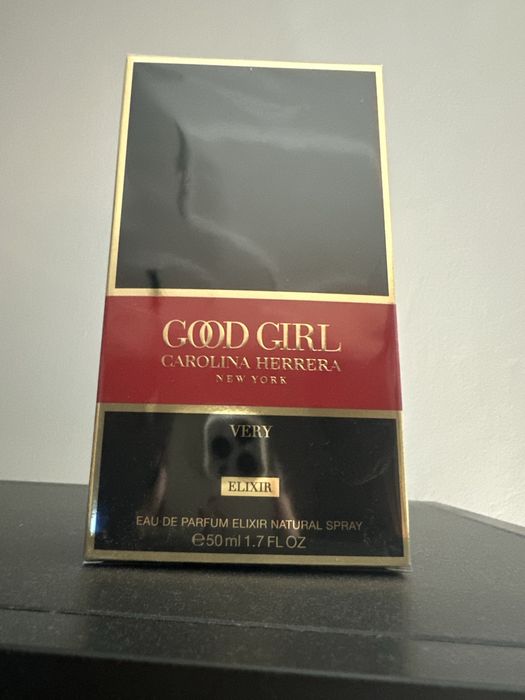 GOOD GIRL
CAROLINA HERRERA
NEW YORK
VERY
ELIXIR
EAU DE PARFUM ELIXIR NATURAL SPRAY
℮50 ml 1.7 FL OZ